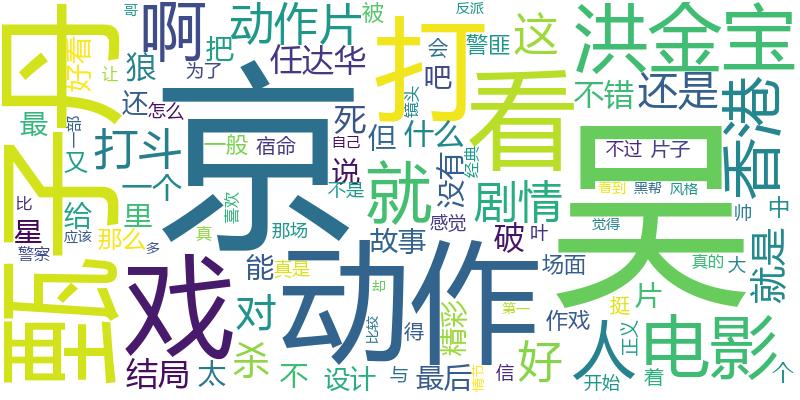 哥
被
反派
动作片
啊
打
这
洪金宝
好看
狼
把
警匪
会
任达华
让
为了
吧
不错
还是
香港
甄子丹
京
看
吴
最
还
怎么
死
但
什么
镜头
一部
又
打斗
一般
宿命
自己
没有
经典
不过
片子
说
就
剧情
不是
看到
黑帮
风格
一个
给
里
喜欢
比
星
那么
真
那场
感觉
破
叶
觉得
帅
中
应该
多
故事
就是
警察
戏
能
真是
动作
场面
真的
大
对
却
得
精彩
第一
挺
片
人
正义
电影
比较
作戏
杀
好
结局
太
不
设计
与
最后
情节
信
开始
着
个